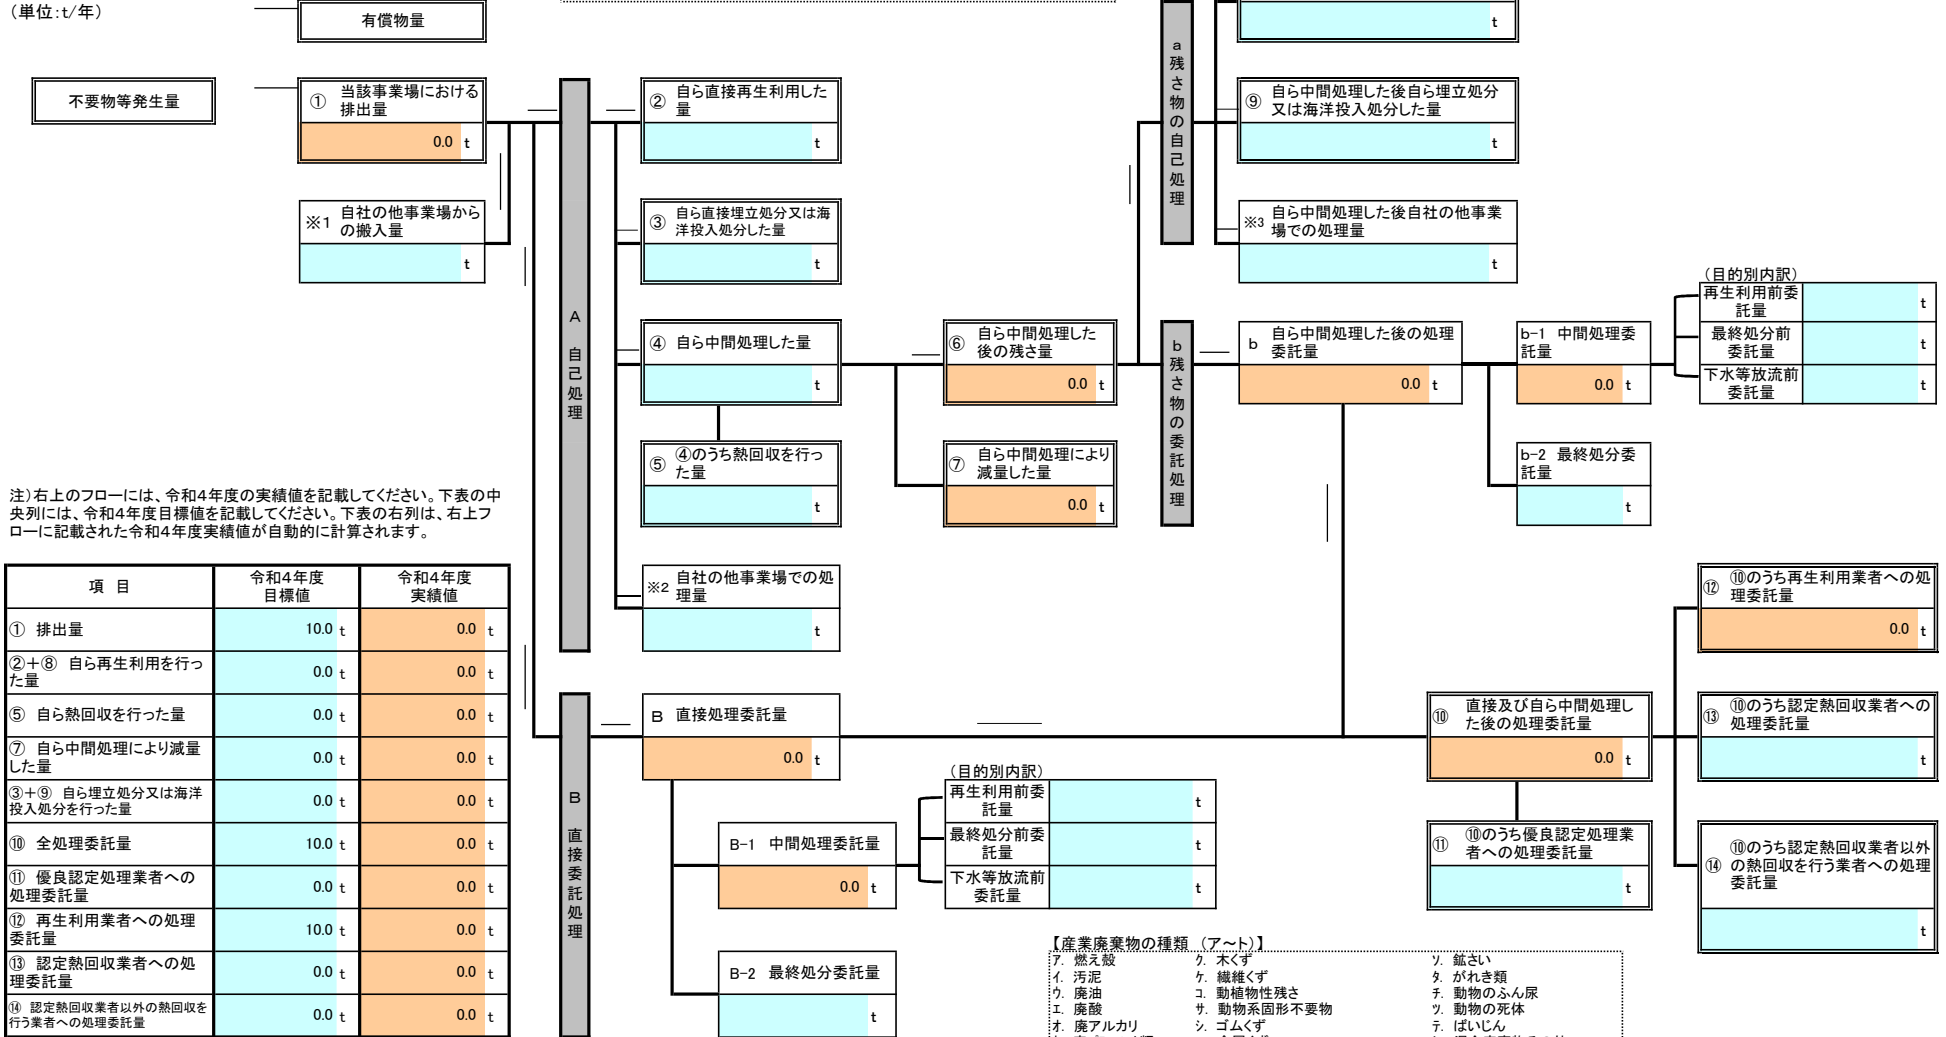 (単位:t/年)
有償物量
t
不要物等発生量
① 当該事業場における
排出量
0.0 t
※1 自社の他事業場から
の搬入量
t
A 自己処理
② 自ら直接再生利用した
量
t
③ 自ら直接埋立処分又は海
洋投入処分した量
t
④ 自ら中間処理した量
t
⑤ ④のうち熱回収を行っ
た量
t
※2 自社の他事業場での処
理量
t
⑥ 自ら中間処理した
後の残さ量
0.0 t
⑦ 自ら中間処理により
減量した量
0.0 t
a 残さ物の自己処理
⑨ 自ら中間処理した後自ら埋立処分
又は海洋投入処分した量
t
※3 自ら中間処理した後自社の他事業
場での処理量
t
b 残さ物の委託処理
b 自ら中間処理した後の処理
委託量
0.0 t
b-1 中間処理委
託量
0.0 t
b-2 最終処分委
託量
t
(目的別内訳)
再生利用前委
託量
t
最終処分前
委託量
t
下水等放流前
委託量
t
注)右上のフローには、令和4年度の実績値を記載してください。下表の中
央列には、令和4年度目標値を記載してください。下表の右列は、右上フ
ローに記載された令和4年度実績値が自動的に計算されます。
項 目 令和4年度
目標値 令和4年度
実績値
① 排出量 10.0 t 0.0 t
②+⑧ 自ら再生利用を行っ
た量 0.0 t 0.0 t
⑤ 自ら熱回収を行った量 0.0 t 0.0 t
⑦ 自ら中間処理により減量
した量 0.0 t 0.0 t
③+⑨ 自ら埋立処分又は海洋
投入処分を行った量 0.0 t 0.0 t
⑩ 全処理委託量 10.0 t 0.0 t
⑪ 優良認定処理業者への
処理委託量 0.0 t 0.0 t
⑫ 再生利用業者への処理
委託量 10.0 t 0.0 t
⑬ 認定熱回収業者への処
理委託量 0.0 t 0.0 t
⑭ 認定熱回収業者以外の熱回収を
行う業者への処理委託量 0.0 t 0.0 t
B 直接委託処理
B 直接処理委託量
0.0 t
B-1 中間処理委託量
0.0 t
B-2 最終処分委託量
t
(目的別内訳)
再生利用前委
託量
t
最終処分前委
託量
t
下水等放流前
委託量
t
⑩ 直接及び自ら中間処理し
た後の処理委託量
0.0 t
⑪ ⑩のうち優良認定処理業
者への処理委託量
t
⑫ ⑩のうち再生利用業者への処
理委託量
0.0 t
⑬ ⑩のうち認定熱回収業者への
処理委託量
t
⑭ ⑩のうち認定熱回収業者以外
の熱回収を行う業者への処理
委託量
t
【産業廃棄物の種類 (ア～ト)】
ア. 燃え殻 ク. 木くず ソ. 鉱さい
イ. 汚泥 ケ. 繊維くず タ. がれき類
ウ. 廃油 コ. 動植物性残さ チ. 動物のふん尿
エ. 廃酸 サ. 動物系固形不要物 ツ. 動物の死体
オ. 廃アルカリ シ. ゴムくず テ. ばいじん